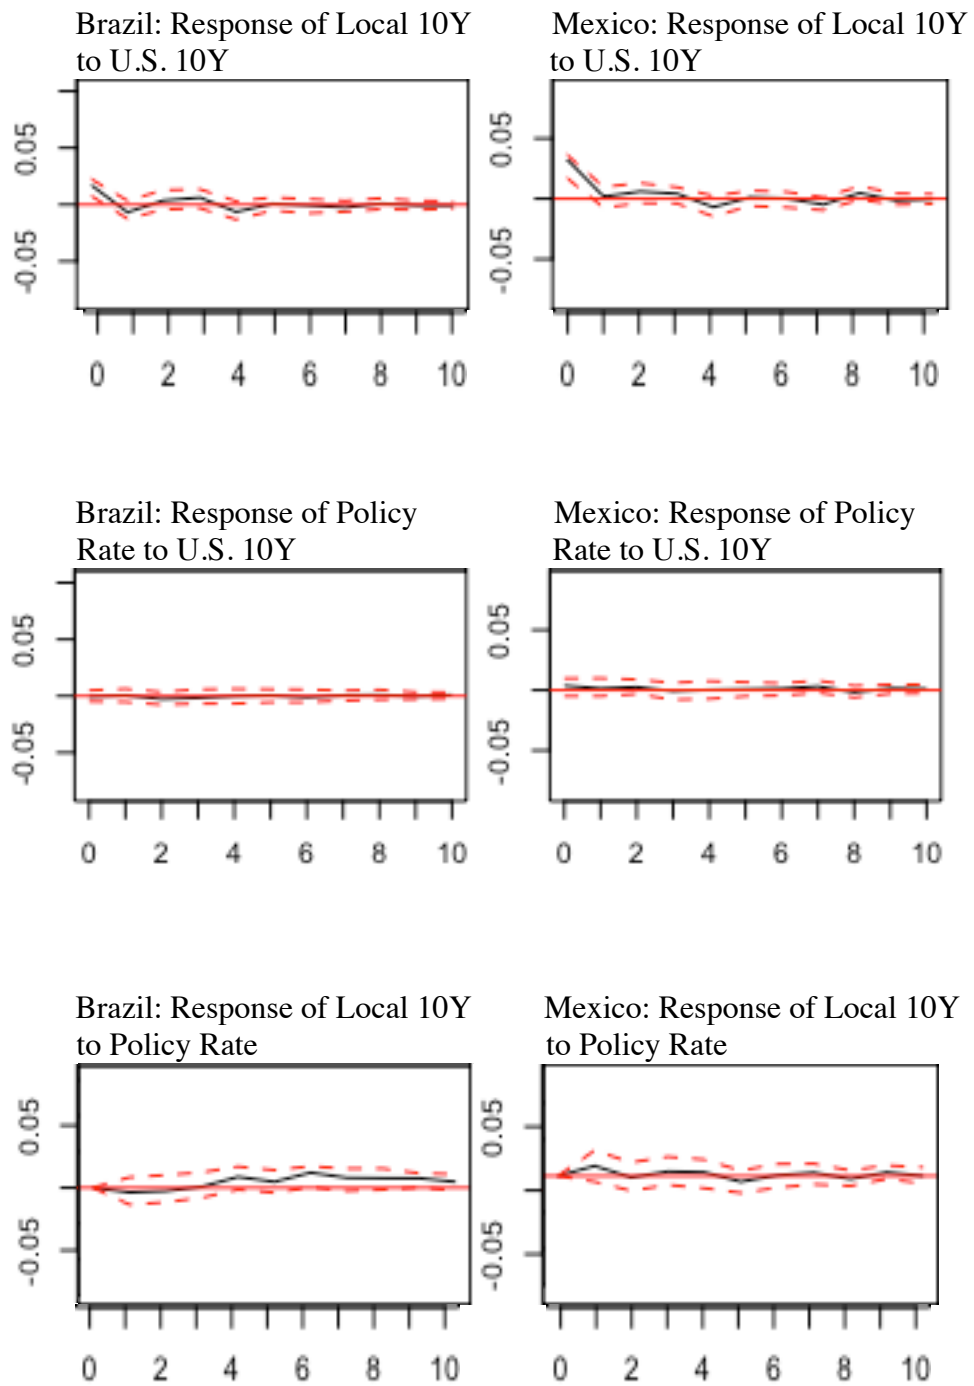 Brazil: Response of Local 10Y
to U.S. 10Y
0.05
-0.05
0 2 4 6 8 10
Mexico: Response of Local 10Y
to U.S. 10Y
0.05
-0.05
0 2 4 6 8 10
Brazil: Response of Policy
Rate to U.S. 10Y
0.05
-0.05
0 2 4 6 8 10
Mexico: Response of Policy
Rate to U.S. 10Y
0.05
-0.05
0 2 4 6 8 10
Brazil: Response of Local 10Y
to Policy Rate
0.05
-0.05
0 2 4 6 8 10
Mexico: Response of Local 10Y
to Policy Rate
0.05
-0.05
0 2 4 6 8 10